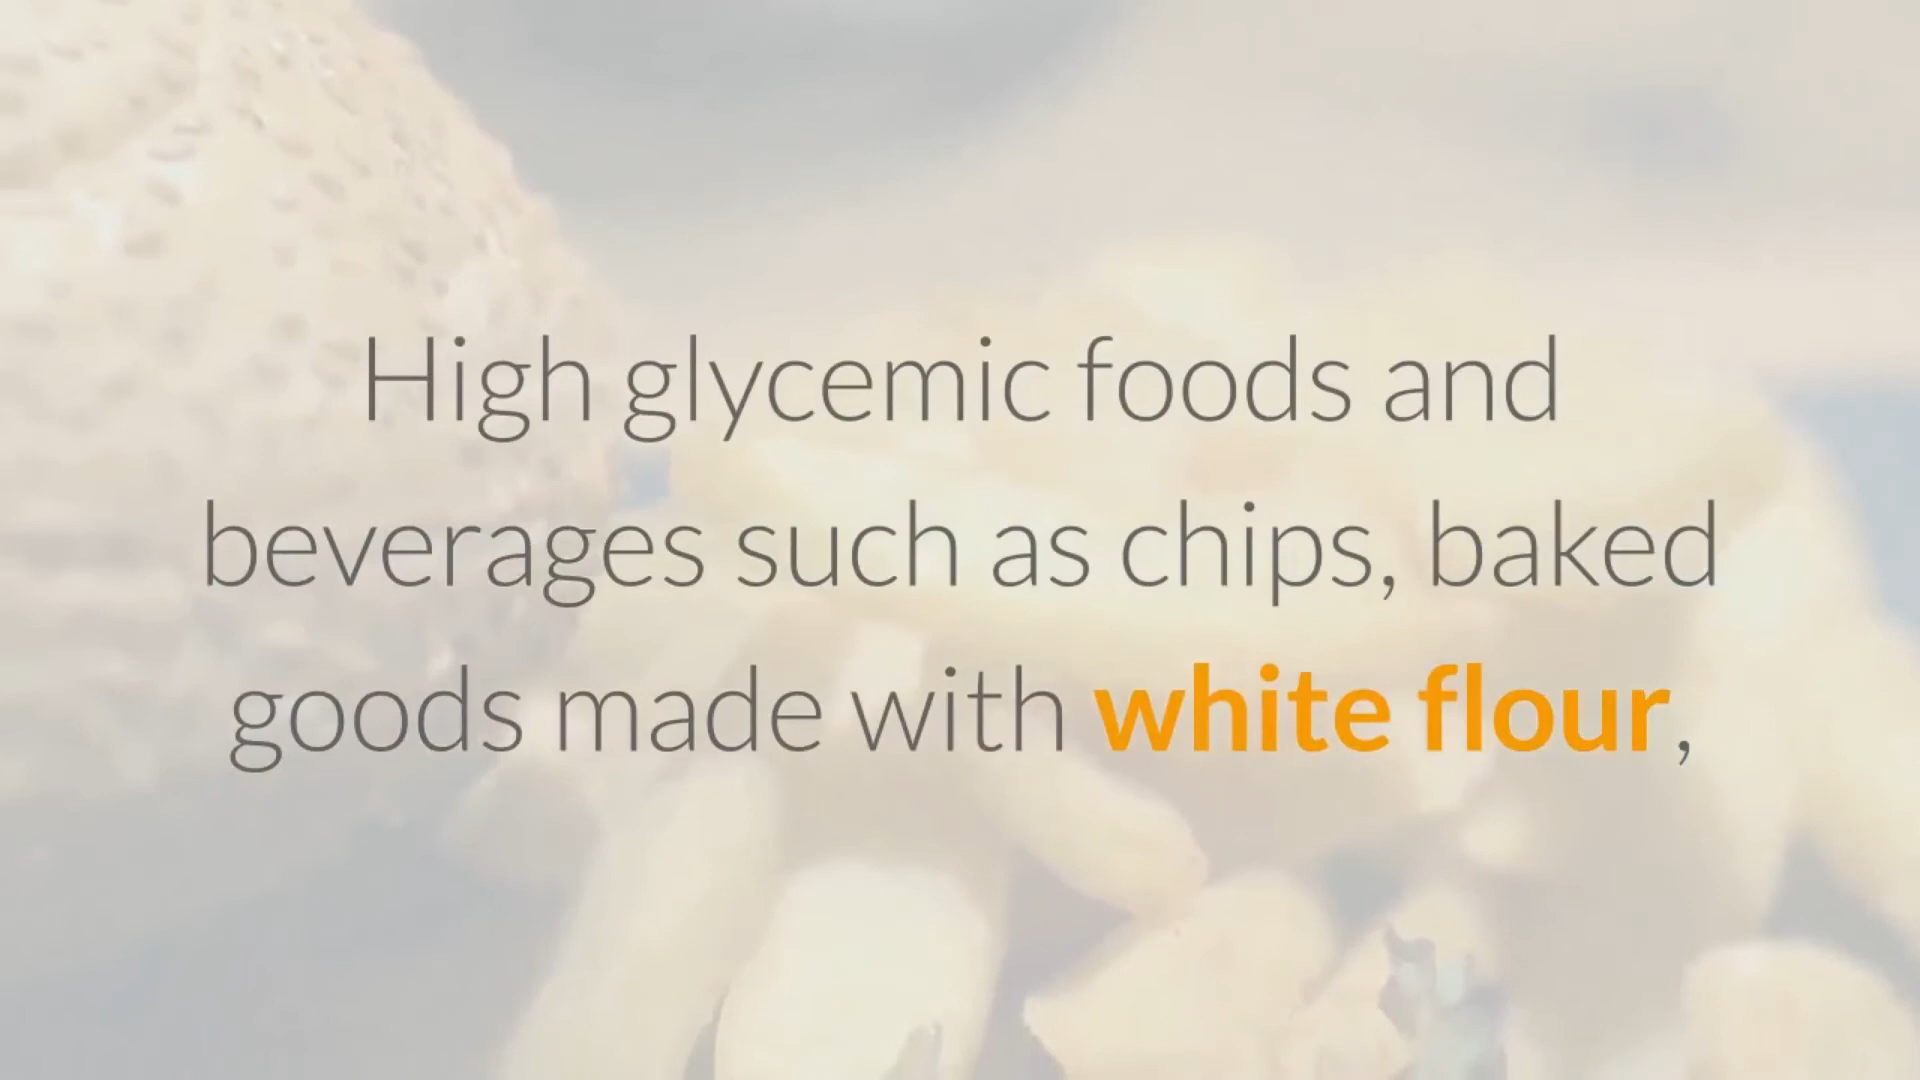 High glycemic foods and
beverages such as chips, baked
goods made with white flour,